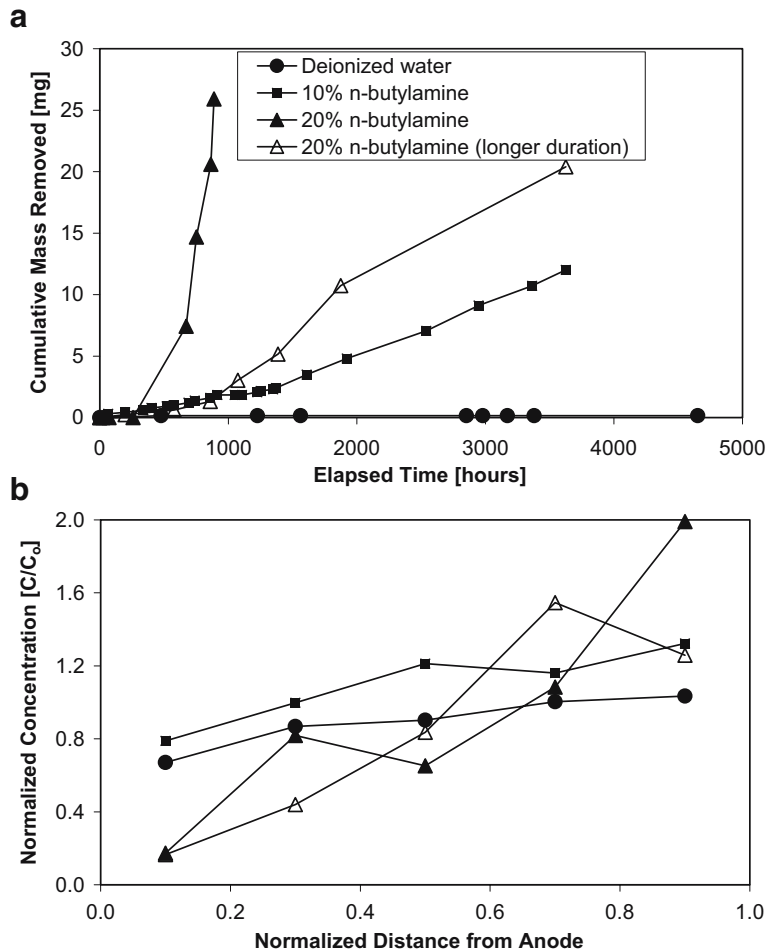 a
30
25
20
15
10
5
0
Cumulative Mass Removed [mg]
Deionized water
10% n-butylamine
20% n-butylamine
20% n-butylamine (longer duration)
0 1000 2000 3000 4000 5000
Elapsed Time [hours]
b
2.0
1.6
1.2
0.8
0.4
0.0
Normalized Concentration [C/Co]
0.0 0.2 0.4 0.6 0.8 1.0
Normalized Distance from Anode